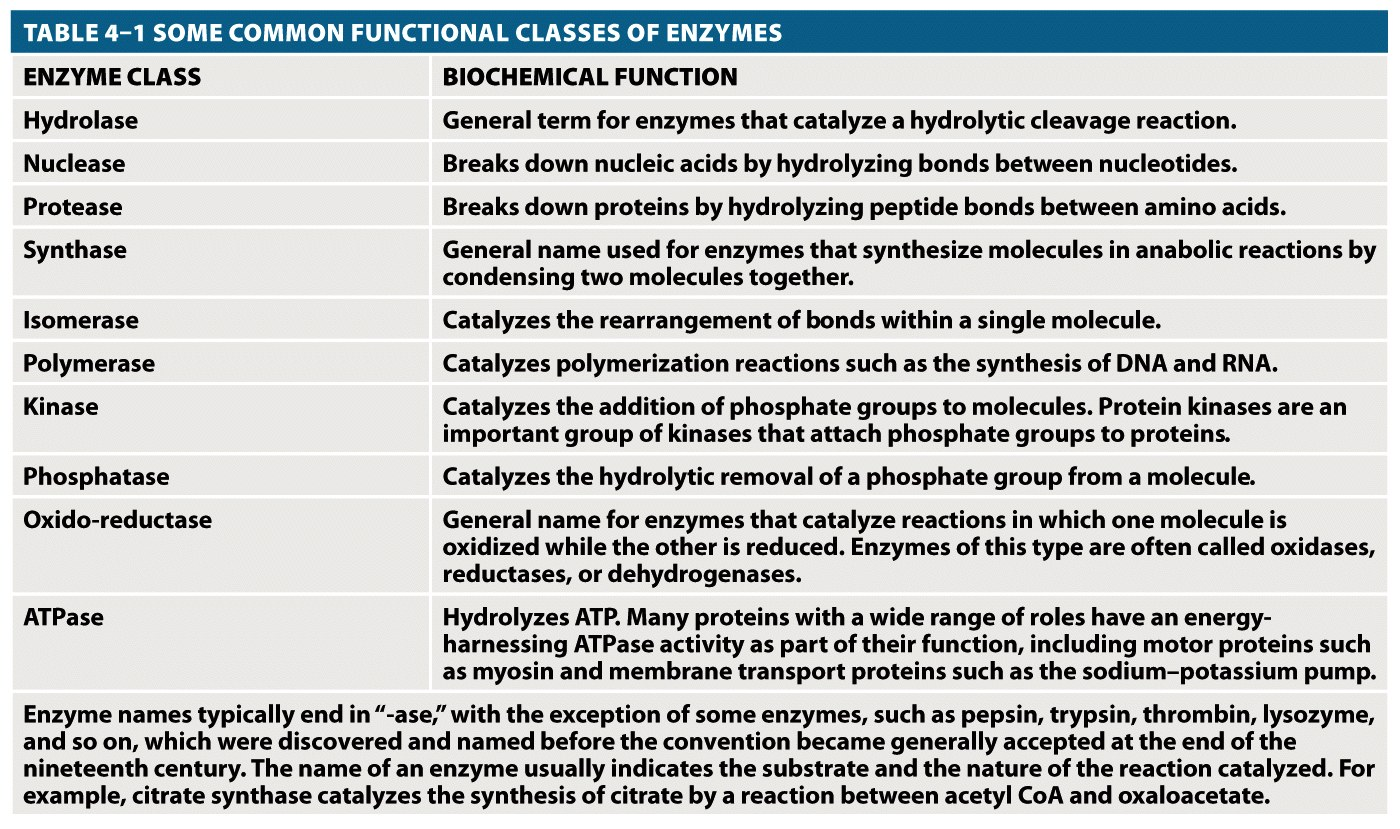 TABLE 4–1 SOME COMMON FUNCTIONAL CLASSES OF ENZYMES
ENZYME CLASS BIOCHEMICAL FUNCTION
Hydrolase General term for enzymes that catalyze a hydrolytic cleavage reaction.
Nuclease Breaks down nucleic acids by hydrolyzing bonds between nucleotides.
Protease Breaks down proteins by hydrolyzing peptide bonds between amino acids.
Synthase General name used for enzymes that synthesize molecules in anabolic reactions by
condensing two molecules together.
Isomerase Catalyzes the rearrangement of bonds within a single molecule.
Polymerase Catalyzes polymerization reactions such as the synthesis of DNA and RNA.
Kinase Catalyzes the addition of phosphate groups to molecules. Protein kinases are an
important group of kinases that attach phosphate groups to proteins.
Phosphatase Catalyzes the hydrolytic removal of a phosphate group from a molecule.
Oxido-reductase General name for enzymes that catalyze reactions in which one molecule is
oxidized while the other is reduced. Enzymes of this type are often called oxidases,
reductases, or dehydrogenases.
ATPase Hydrolyzes ATP. Many proteins with a wide range of roles have an energy-
harnessing ATPase activity as part of their function, including motor proteins such
as myosin and membrane transport proteins such as the sodium–potassium pump.
Enzyme names typically end in “-ase,” with the exception of some enzymes, such as pepsin, trypsin, thrombin, lysozyme,
and so on, which were discovered and named before the convention became generally accepted at the end of the
nineteenth century. The name of an enzyme usually indicates the substrate and the nature of the reaction catalyzed. For
example, citrate synthase catalyzes the synthesis of citrate by a reaction between acetyl CoA and oxaloacetate.